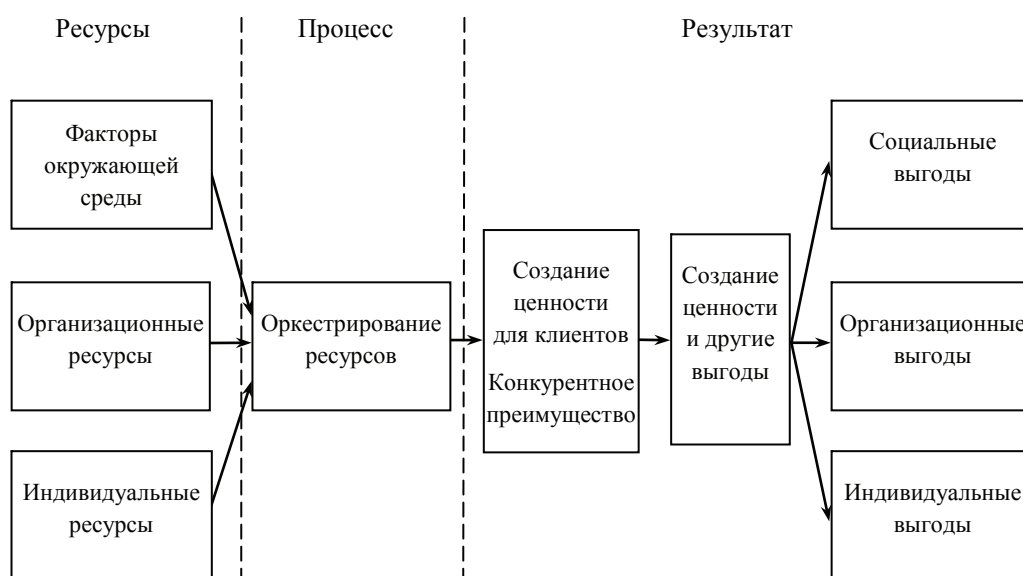 Ресурсы
Процесс
Результат
Факторы
окружающей
среды
Организационные
ресурсы
Индивидуальные
ресурсы
Оркестрирование
ресурсов
Создание
ценности
для клиентов
Конкурентное
преимущество
Создание
ценности
и другие
выгоды
Социальные
выгоды
Организационные
выгоды
Индивидуальные
выгоды